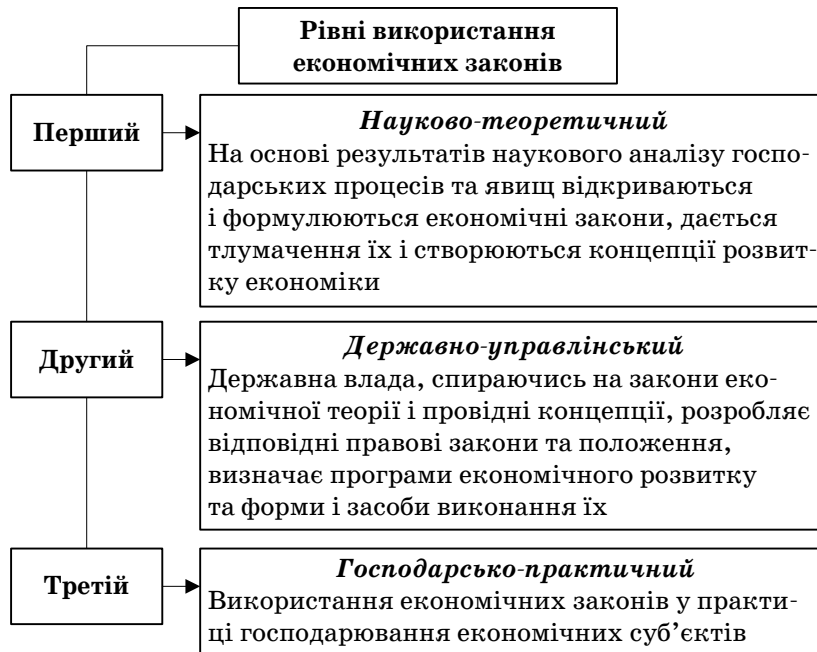 Рівні використання
економічних законів
Перший
Науково-теоретичний
На основі результатів наукового аналізу госпо-
дарських процесів та явищ відкриваються
і формулюються економічні закони, дається
тлумачення їх і створюються концепції розвит-
ку економіки
Другий
Державно-управлінський
Державна влада, спираючись на закони еко-
номічної теорії і провідні концепції, розробляє
відповідні правові закони та положення,
визначає програми економічного розвитку
та форми і засоби виконання їх
Третій
Господарсько-практичний
Використання економічних законів у практи-
ці господарювання економічних суб’єктів